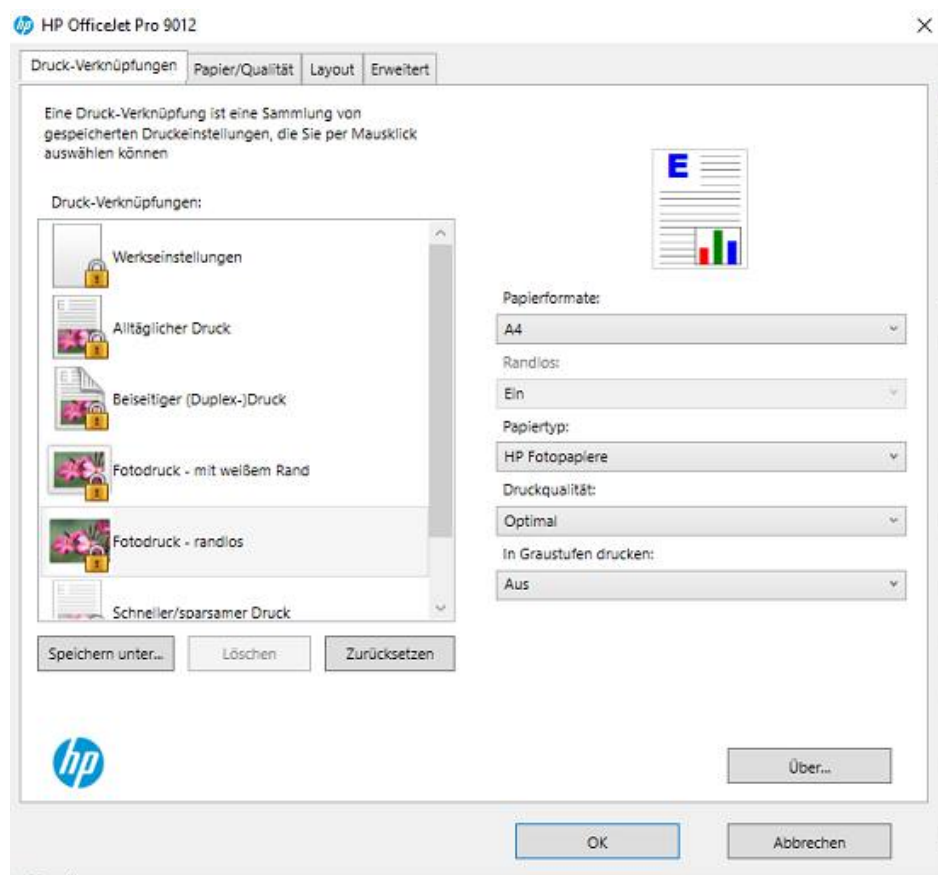 HP OfficeJet Pro 9012
Druck-Verknüpfungen
Papier/Qualität
Layout
Erweitert
Eine Druck-Verknüpfung ist eine Sammlung von
gespeicherten Druckeinstellungen, die Sie per Mausklick
auswählen können
Druck-Verknüpfungen:
Werkseinstellungen
Alltäglicher Druck
Beiseitiger (Duplex-)Druck
Fotodruck - mit weißem Rand
Fotodruck - randlos
Schneller/sparsamer Druck
Speichern unter...
Löschen
Zurücksetzen
E
Papierformate:
A4
Randlos:
Ein
Papiertyp:
HP Fotopapiere
Druckqualität:
Optimal
In Graustufen drucken:
Aus
hp
Über...
OK
Abbrechen